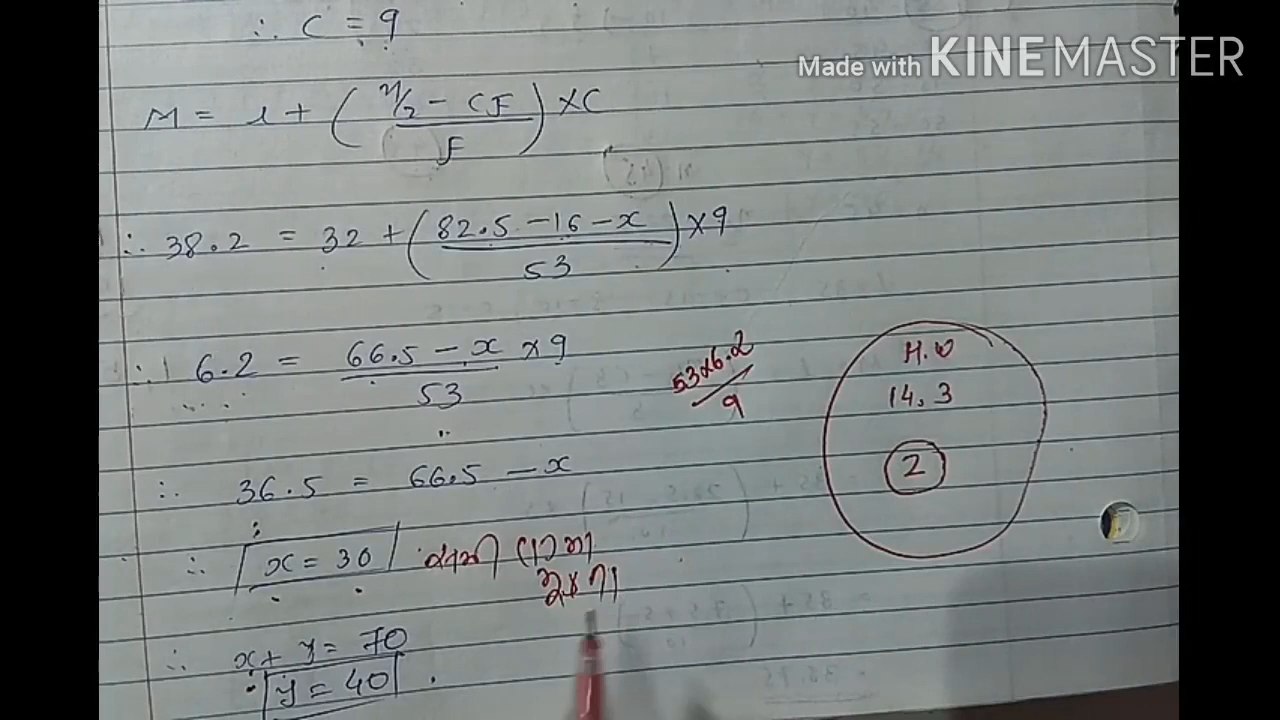 Made with KINEMASTER
∴ C = 9
M = l + ( n/2 - CF / F ) × C
∴ 38.2 = 32 + ( 82.5 - 16 - x / 53 ) × 9
∴ 6.2 = 66.5 - x / 53 × 9
53 × 6.2 / 9
H.W
14.3
2
∴ 36.5 = 66.5 - x
∴ x = 30
∴ x + y = 70
y = 40